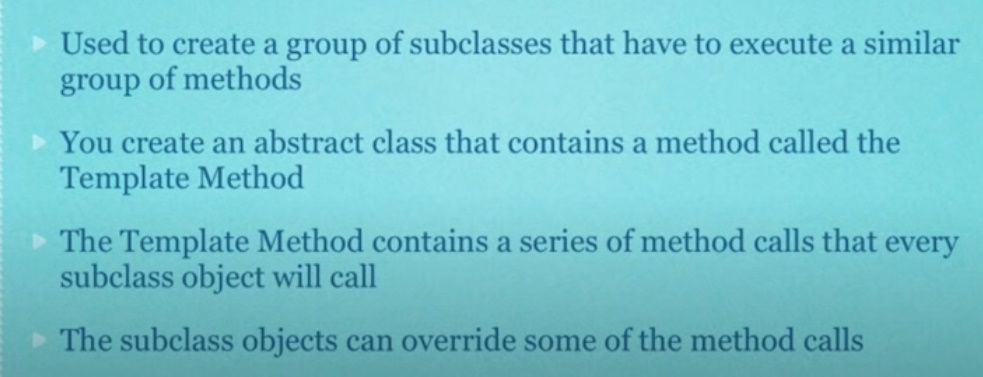 Used to create a group of subclasses that have to execute a similar
group of methods
You create an abstract class that contains a method called the
Template Method
The Template Method contains a series of method calls that every
subclass object will call
The subclass objects can override some of the method calls